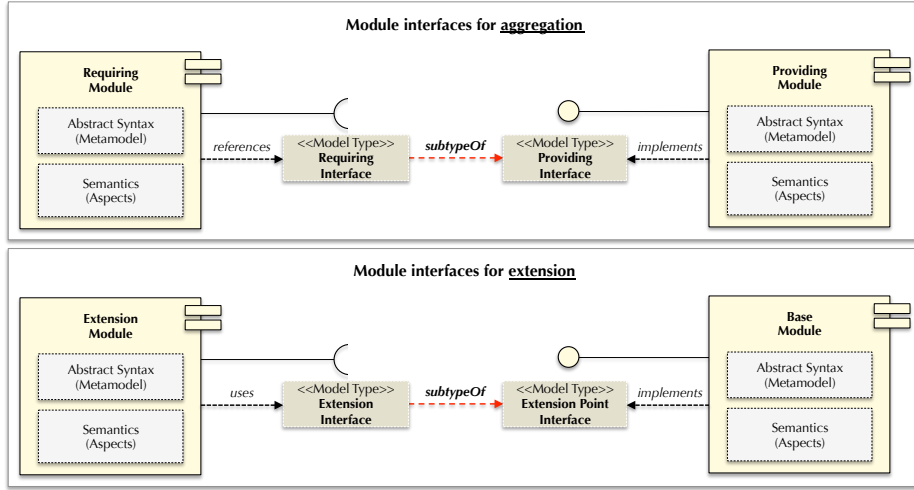 Module interfaces for aggregation
Requiring
Module
Abstract Syntax
(Metamodel)
Semantics
(Aspects)
references
<<Model Type>>
Requiring
Interface
subtypeOf
<<Model Type>>
Providing
Interface
implements
Providing
Module
Abstract Syntax
(Metamodel)
Semantics
(Aspects)
Module interfaces for extension
Extension
Module
Abstract Syntax
(Metamodel)
Semantics
(Aspects)
uses
<<Model Type>>
Extension
Interface
subtypeOf
<<Model Type>>
Extension Point
Interface
implements
Base
Module
Abstract Syntax
(Metamodel)
Semantics
(Aspects)